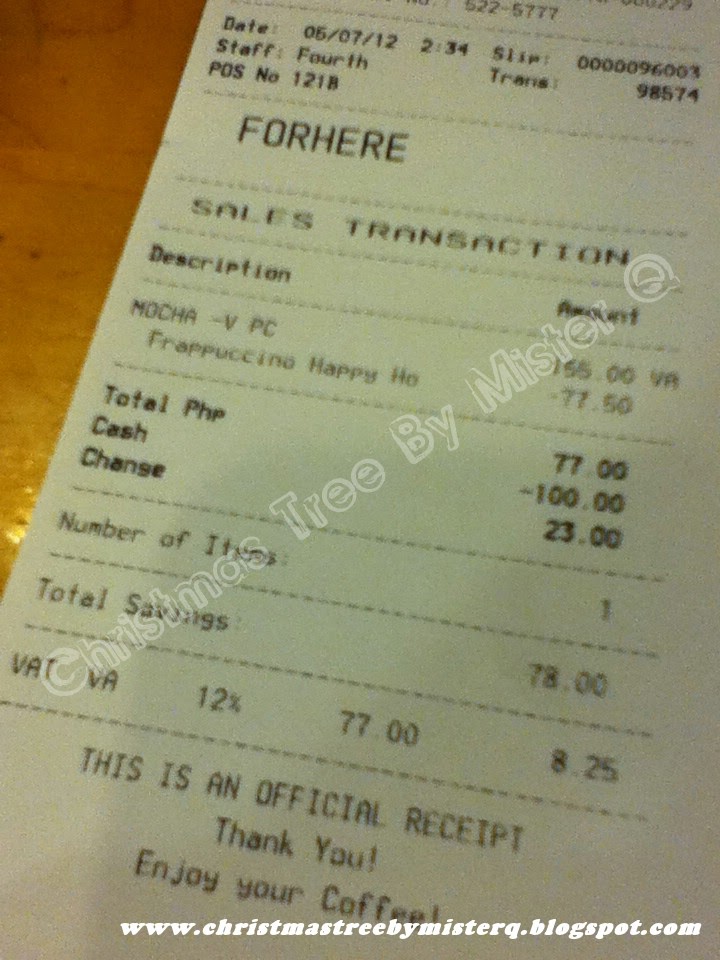 522-5777
Date: 05/07/12 2:34 Slip: 0000096003
Staff: Fourth Trans: 98574
POS No 121B
FORHERE
SALES TRANSACTION
Description Amount
MOCHA -V PC 155.00 VA
Frappuccino Happy Ho -77.50
Total Php 77.00
Cash -100.00
Change 23.00
Number of Items: 1
Total Savings: 78.00
VAT VA 12% 77.00 8.25
THIS IS AN OFFICIAL RECEIPT
Thank You!
Enjoy your Coffee!
© Christmas Tree By Mister Q
www.christmastreebymisterq.blogspot.com